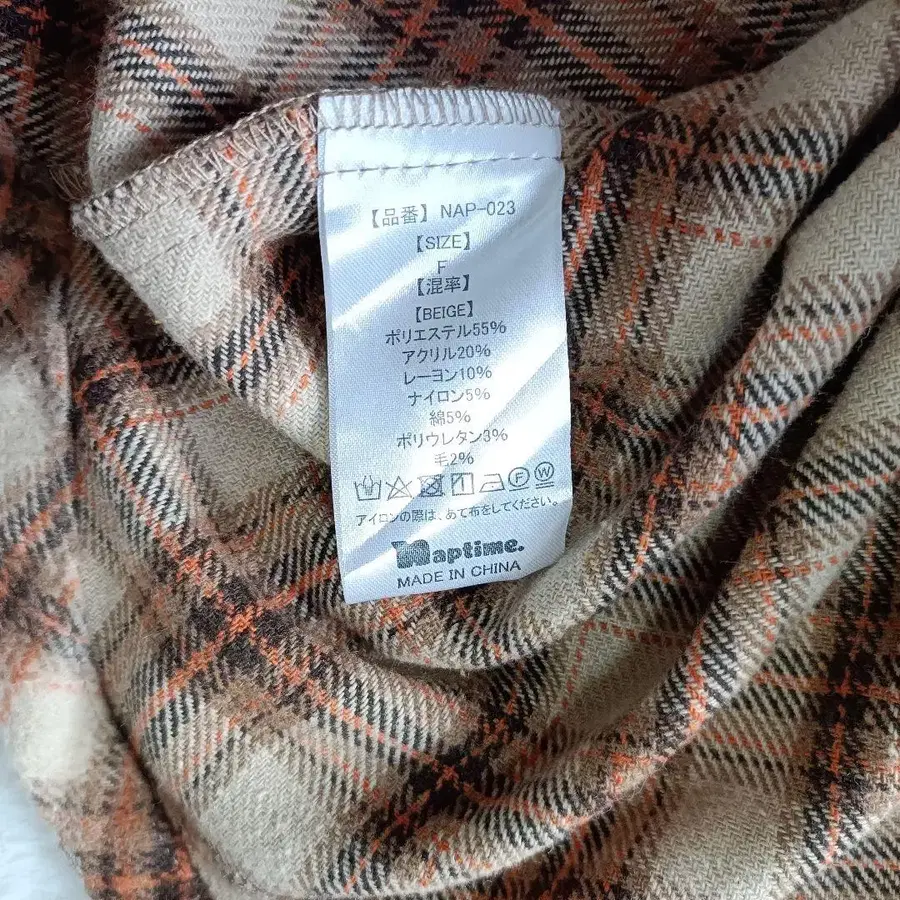 【品番】NAP-023
【SIZE】
F
【混率】
【BEIGE】
ポリエステル55%
アクリル20%
レーヨン10%
ナイロン5%
綿5%
ポリウレタン3%
毛2%
アイロンの際は、あて布をしてください。
naptime.
MADE IN CHINA